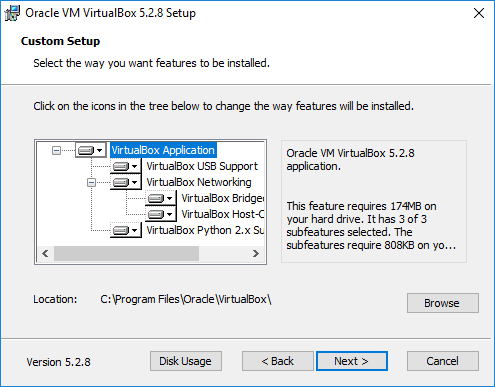 Oracle VM VirtualBox 5.2.8 Setup
Custom Setup
Select the way you want features to be installed.
Click on the icons in the tree below to change the way features will be installed.
VirtualBox Application
VirtualBox USB Support
VirtualBox Networking
VirtualBox Bridge
VirtualBox Host-C
VirtualBox Python 2.x Su
Oracle VM VirtualBox 5.2.8
application.
This feature requires 174MB on
your hard drive. It has 3 of 3
subfeatures selected. The
subfeatures require 808KB on yo...
Location: C:\Program Files\Oracle\VirtualBox\
Browse
Version 5.2.8
Disk Usage
< Back
Next >
Cancel